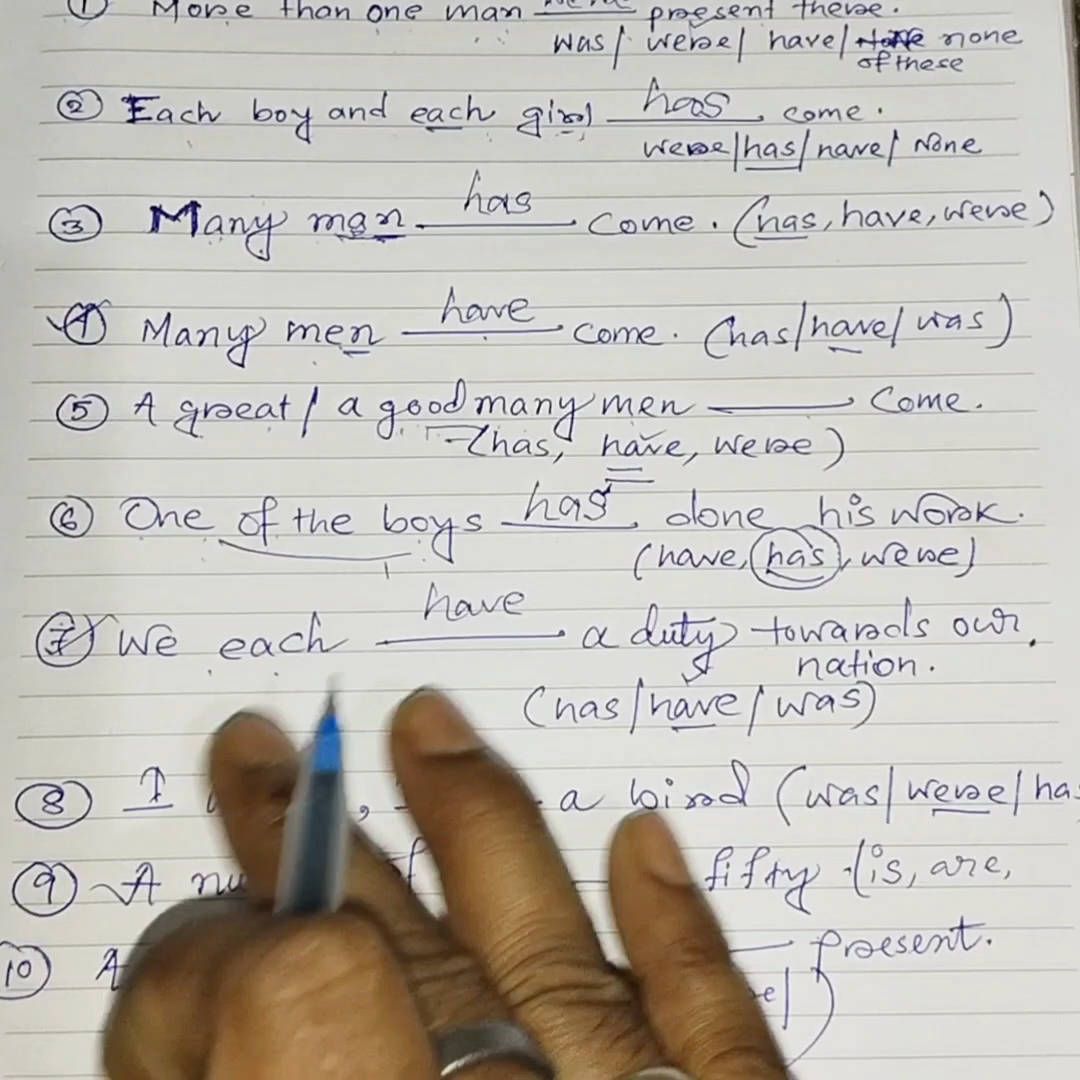 ① More than one man present there.
was/ were/ have/ none of these
② Each boy and each girl has come.
were/has/have/ None
③ Many man has come. (has, have, were)
④ Many men have come. (has/have/ was)
⑤ A great / a good many men come.
(has, have, were)
⑥ One of the boys has done his work.
(have, has, were)
⑦ We each have a duty towards our nation.
(has/have/was)
⑧ I , a bird (was/were/has
⑨ A fifty (is, are,
⑩ A present.